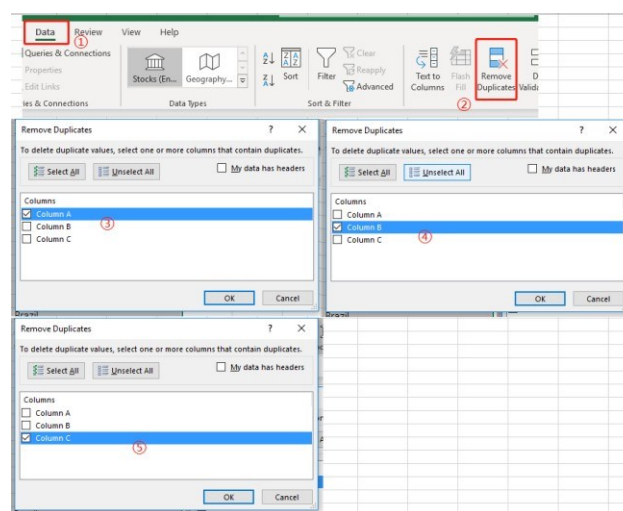 Data Review View Help
①
Queries & Connections
Properties
Edit Links
ies & Connections
Stocks (En... Geography...
Data Types
Sort Filter
Clear
Reapply
Advanced
Sort & Filter
Text to Columns
Flash Fill
Remove Duplicates
D
Valida
②
Remove Duplicates ? ×
To delete duplicate values, select one or more columns that contain duplicates.
Select All Unselect All My data has headers
Columns
Column A
Column B
Column C
③
OK Cancel
Remove Duplicates ? ×
To delete duplicate values, select one or more columns that contain duplicates.
Select All Unselect All My data has headers
Columns
Column A
Column B
Column C
④
OK Cancel
Brazil
Remove Duplicates ? ×
To delete duplicate values, select one or more columns that contain duplicates.
Select All Unselect All My data has headers
Columns
Column A
Column B
Column C
⑤
OK Cancel